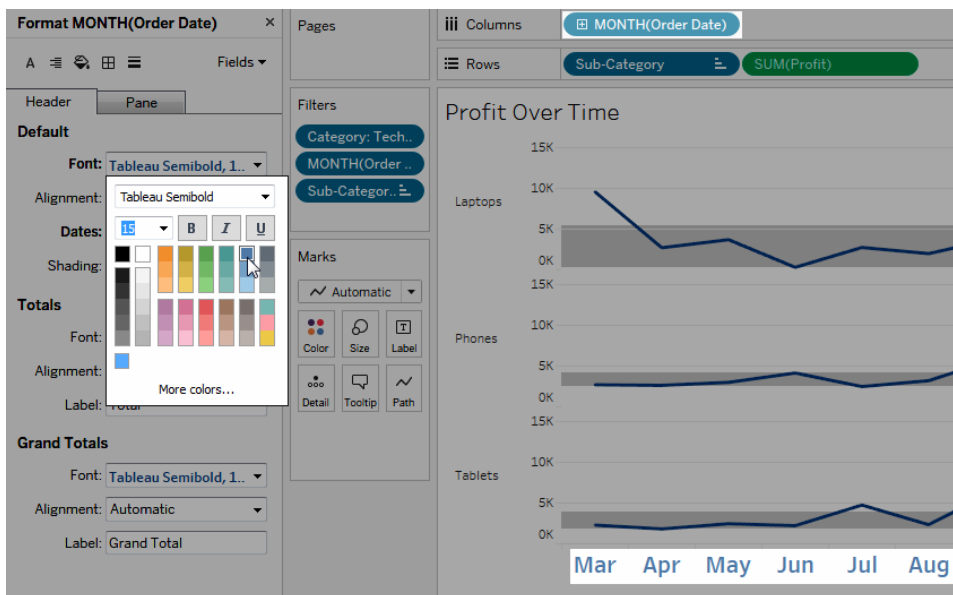 Format MONTH(Order Date) ×
A Fields
Header Pane
Default
Font: Tableau Semibold, 1..
Alignment:
Dates:
Shading:
Tableau Semibold
15 B I U
More colors...
Totals
Font:
Alignment:
Label: Total
Grand Totals
Font: Tableau Semibold, 1..
Alignment: Automatic
Label: Grand Total
Pages
Filters
Category: Tech..
MONTH(Order ..
Sub-Categor..
Marks
Automatic
Color Size T Label
Detail Tooltip Path
iii Columns MONTH(Order Date)
Rows Sub-Category SUM(Profit)
Profit Over Time
Laptops
15K
10K
5K
0K
Phones
15K
10K
5K
0K
Tablets
15K
10K
5K
0K
Mar Apr May Jun Jul Aug